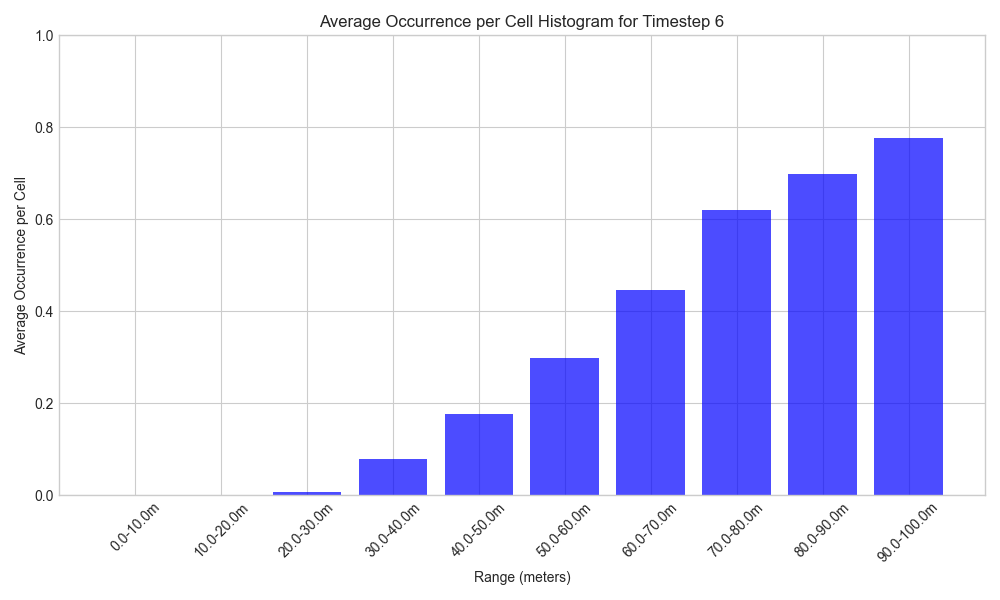 Average Occurrence per Cell Histogram for Timestep 6
1.0
0.8
0.6
0.4
0.2
0.0
Average Occurrence per Cell
0.0-10.0m
10.0-20.0m
20.0-30.0m
30.0-40.0m
40.0-50.0m
50.0-60.0m
60.0-70.0m
70.0-80.0m
80.0-90.0m
90.0-100.0m
Range (meters)